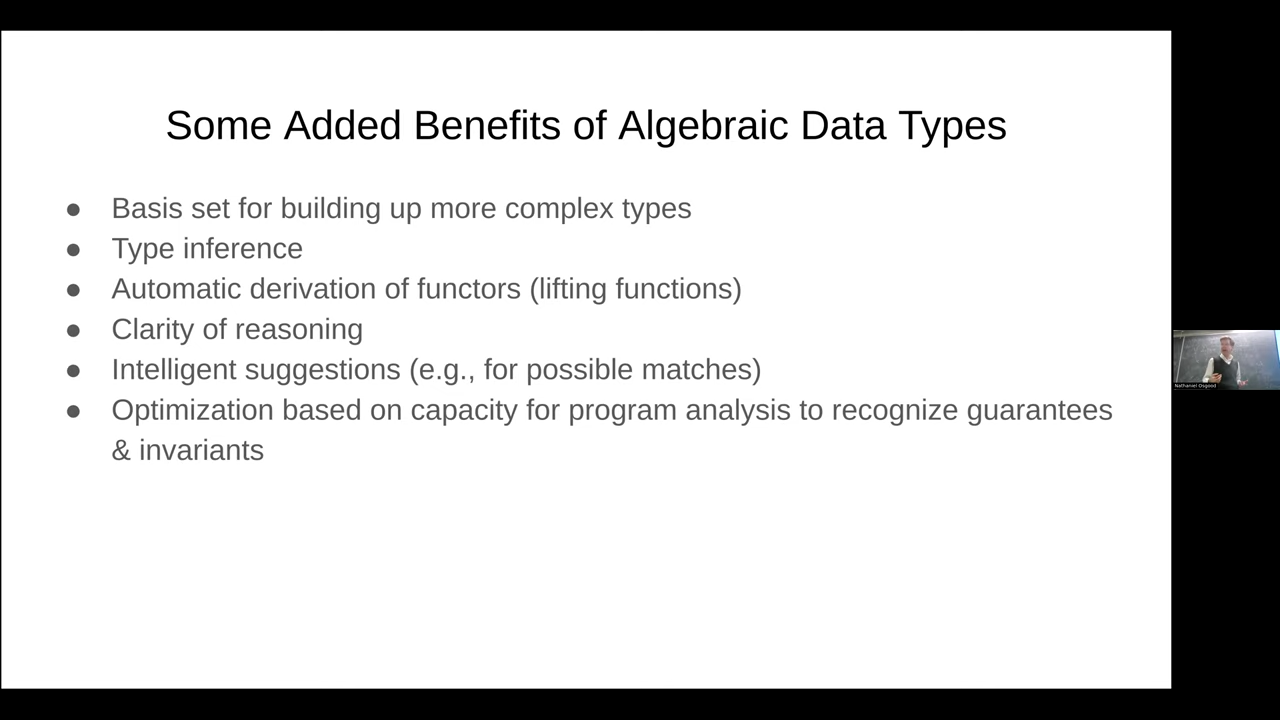 Some Added Benefits of Algebraic Data Types
● Basis set for building up more complex types
● Type inference
● Automatic derivation of functors (lifting functions)
● Clarity of reasoning
● Intelligent suggestions (e.g., for possible matches)
● Optimization based on capacity for program analysis to recognize guarantees
& invariants
Nathaniel Osgood